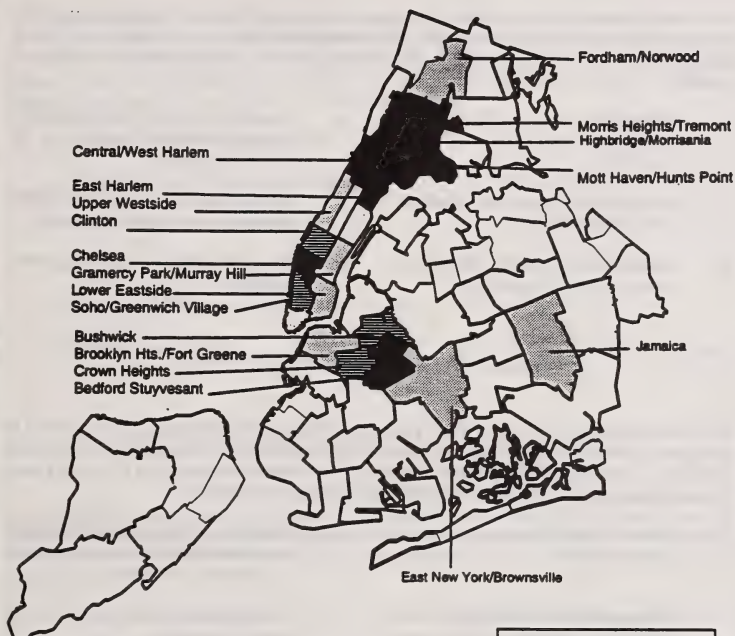 Fordham/Norwood
Morris Heights/Tremont
Highbridge/Morrisania
Mott Haven/Hunts Point
Central/West Harlem
East Harlem
Upper Westside
Clinton
Chelsea
Gramercy Park/Murray Hill
Lower Eastside
Soho/Greenwich Village
Bushwick
Brooklyn Hts./Fort Greene
Crown Heights
Bedford Stuyvesant
Jamaica
East New York/Brownsville